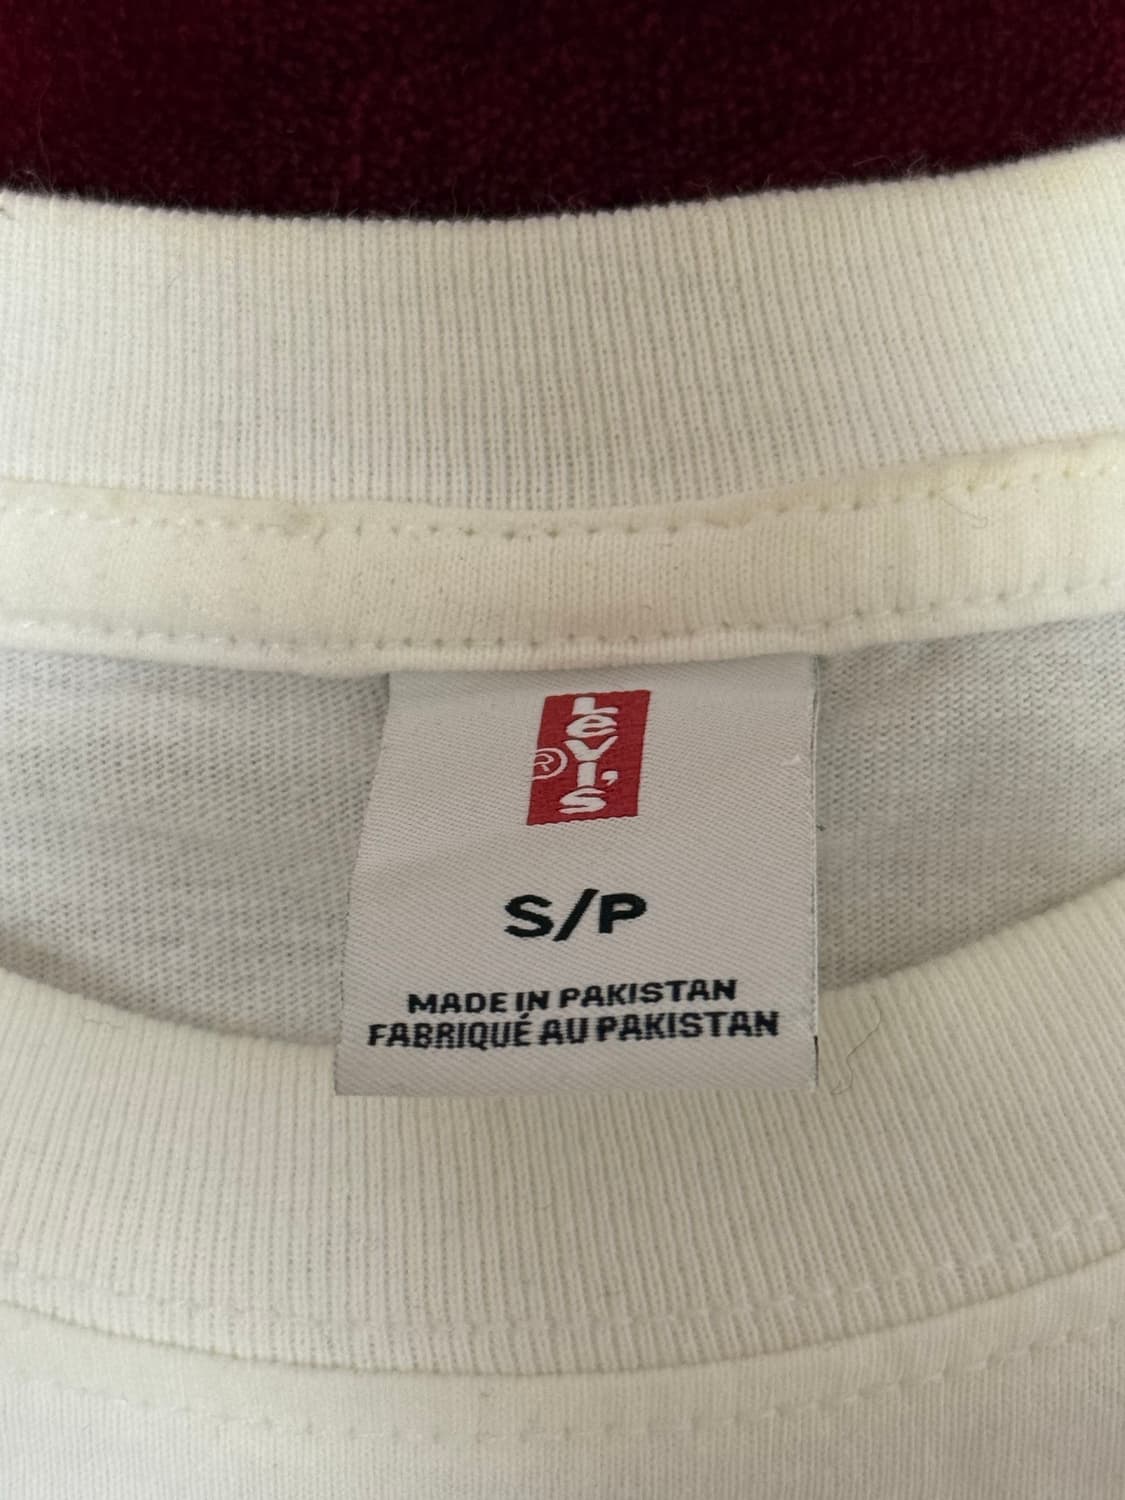 Levi's
®
S/P
MADE IN PAKISTAN
FABRIQUÉ AU PAKISTAN